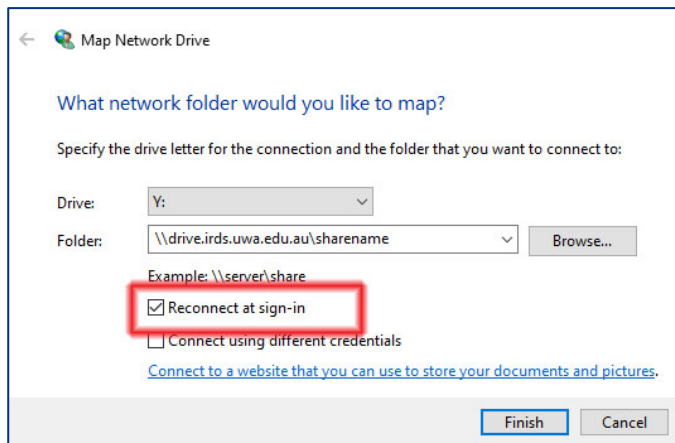 Map Network Drive
What network folder would you like to map?
Specify the drive letter for the connection and the folder that you want to connect to:
Drive: Y:
Folder: \\drive.irds.uwa.edu.au\sharename Browse...
Example: \\server\share
Reconnect at sign-in
Connect using different credentials
Connect to a website that you can use to store your documents and pictures.
Finish Cancel